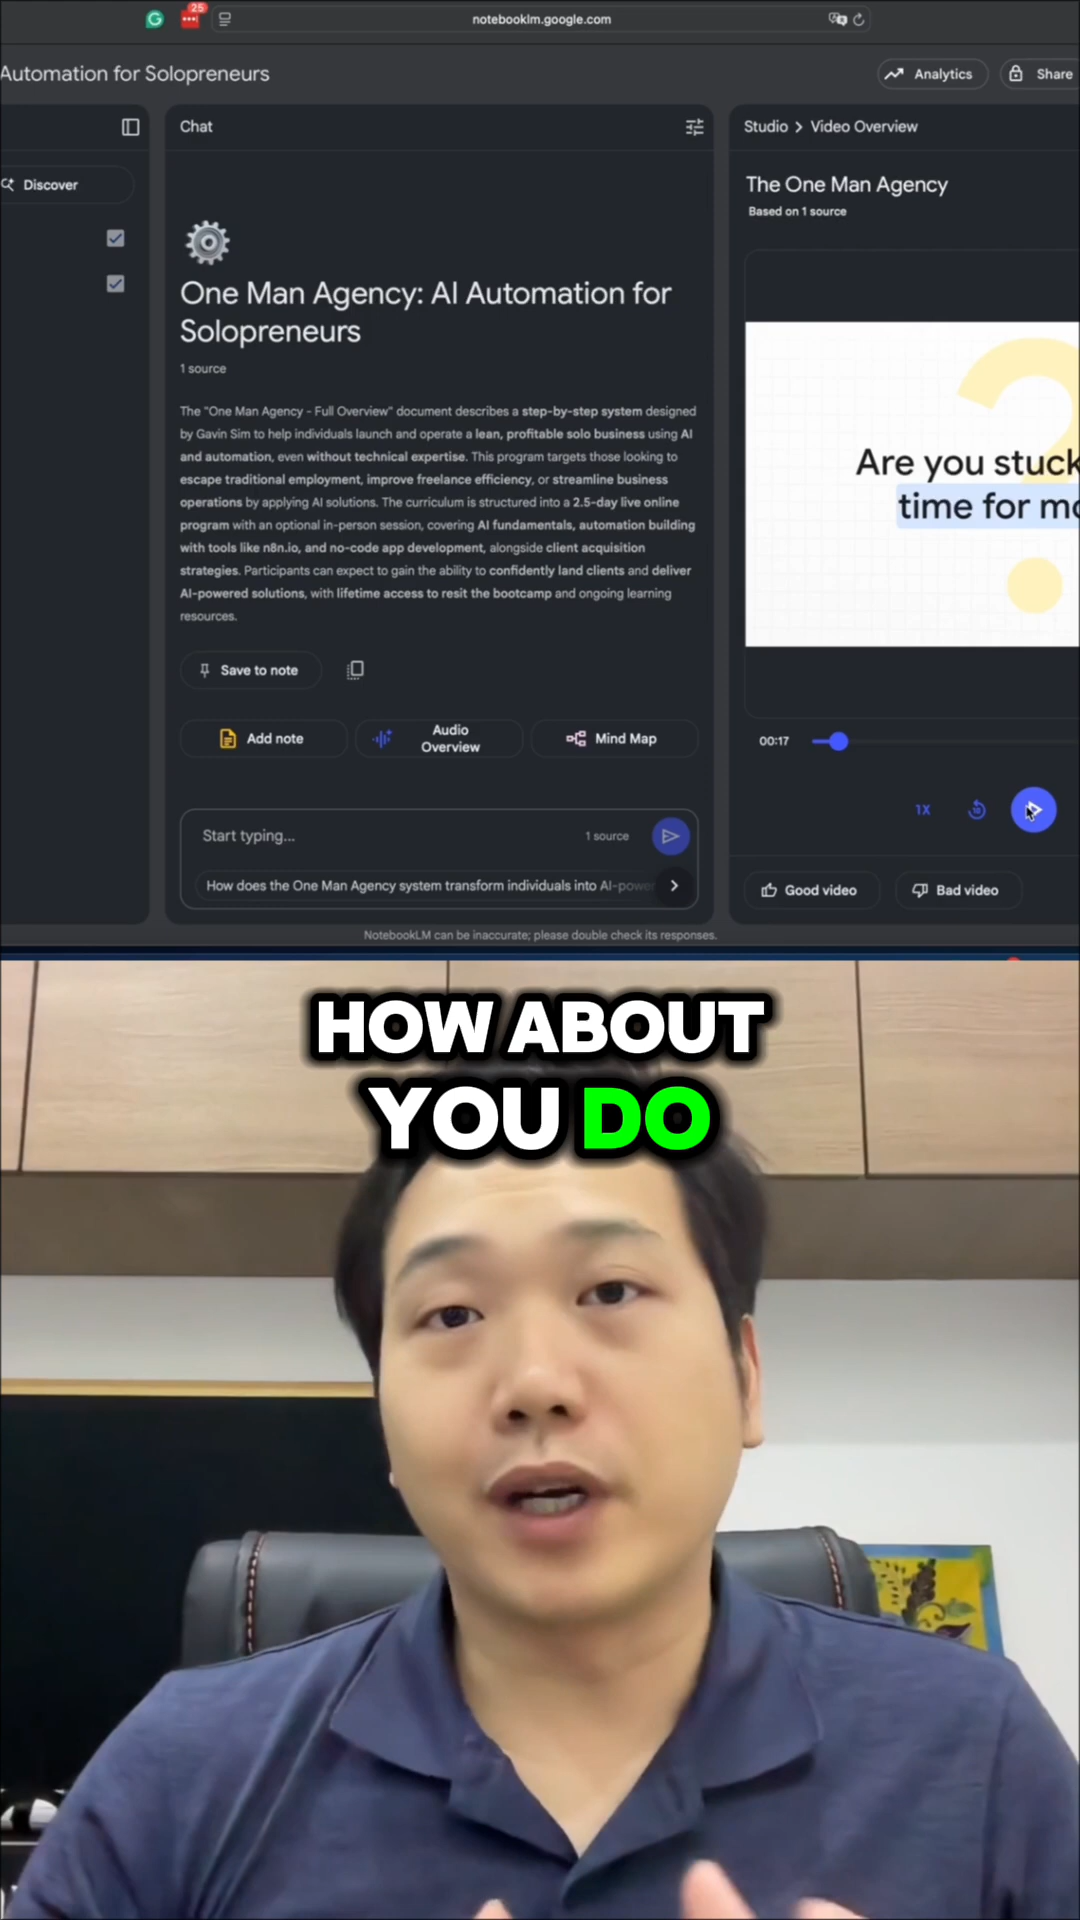 25
notebooklm.google.com
Automation for Solopreneurs
Analytics
Share
Chat
Studio > Video Overview
Discover
The One Man Agency
Based on 1 source
One Man Agency: AI Automation for
Solopreneurs
1 source
The "One Man Agency - Full Overview" document describes a step-by-step system designed
by Gavin Sim to help individuals launch and operate a lean, profitable solo business using AI
and automation, even without technical expertise. This program targets those looking to
escape traditional employment, improve freelance efficiency, or streamline business
operations by applying AI solutions. The curriculum is structured into a 2.5-day live online
program with an optional in-person session, covering AI fundamentals, automation building
with tools like n8n.io, and no-code app development, alongside client acquisition
strategies. Participants can expect to gain the ability to confidently land clients and deliver
AI-powered solutions, with lifetime access to resit the bootcamp and ongoing learning
resources.
Are you stuck
time for mo
Save to note
Add note
Audio
Overview
Mind Map
00:17
1X
10
Start typing...
1 source
How does the One Man Agency system transform individuals into AI-powe
Good video
Bad video
NotebookLM can be inaccurate; please double check its responses.
HOW ABOUT
YOU DO